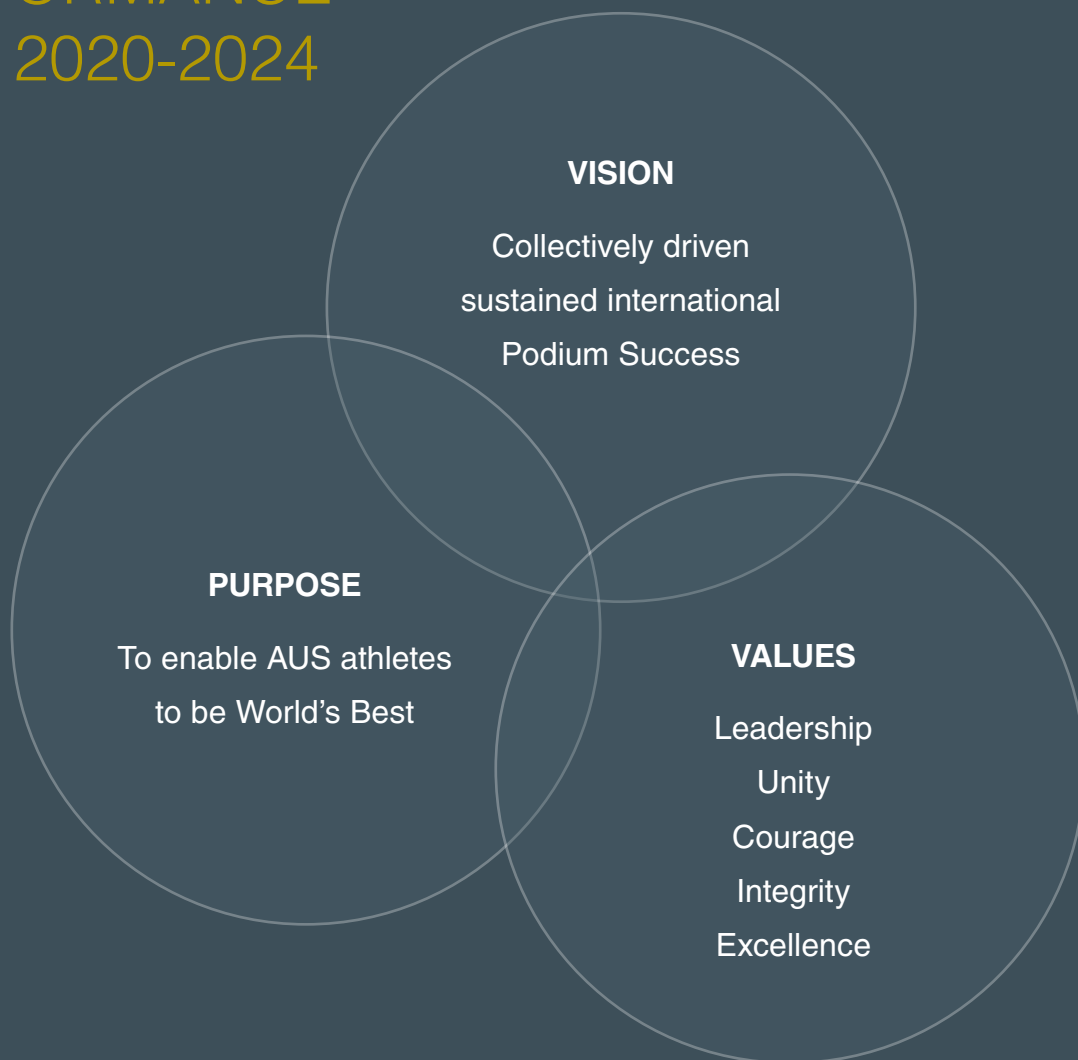 ORMANCE
2020-2024
VISION
Collectively driven
sustained international
Podium Success
PURPOSE
To enable AUS athletes
to be World's Best
VALUES
Leadership
Unity
Courage
Integrity
Excellence